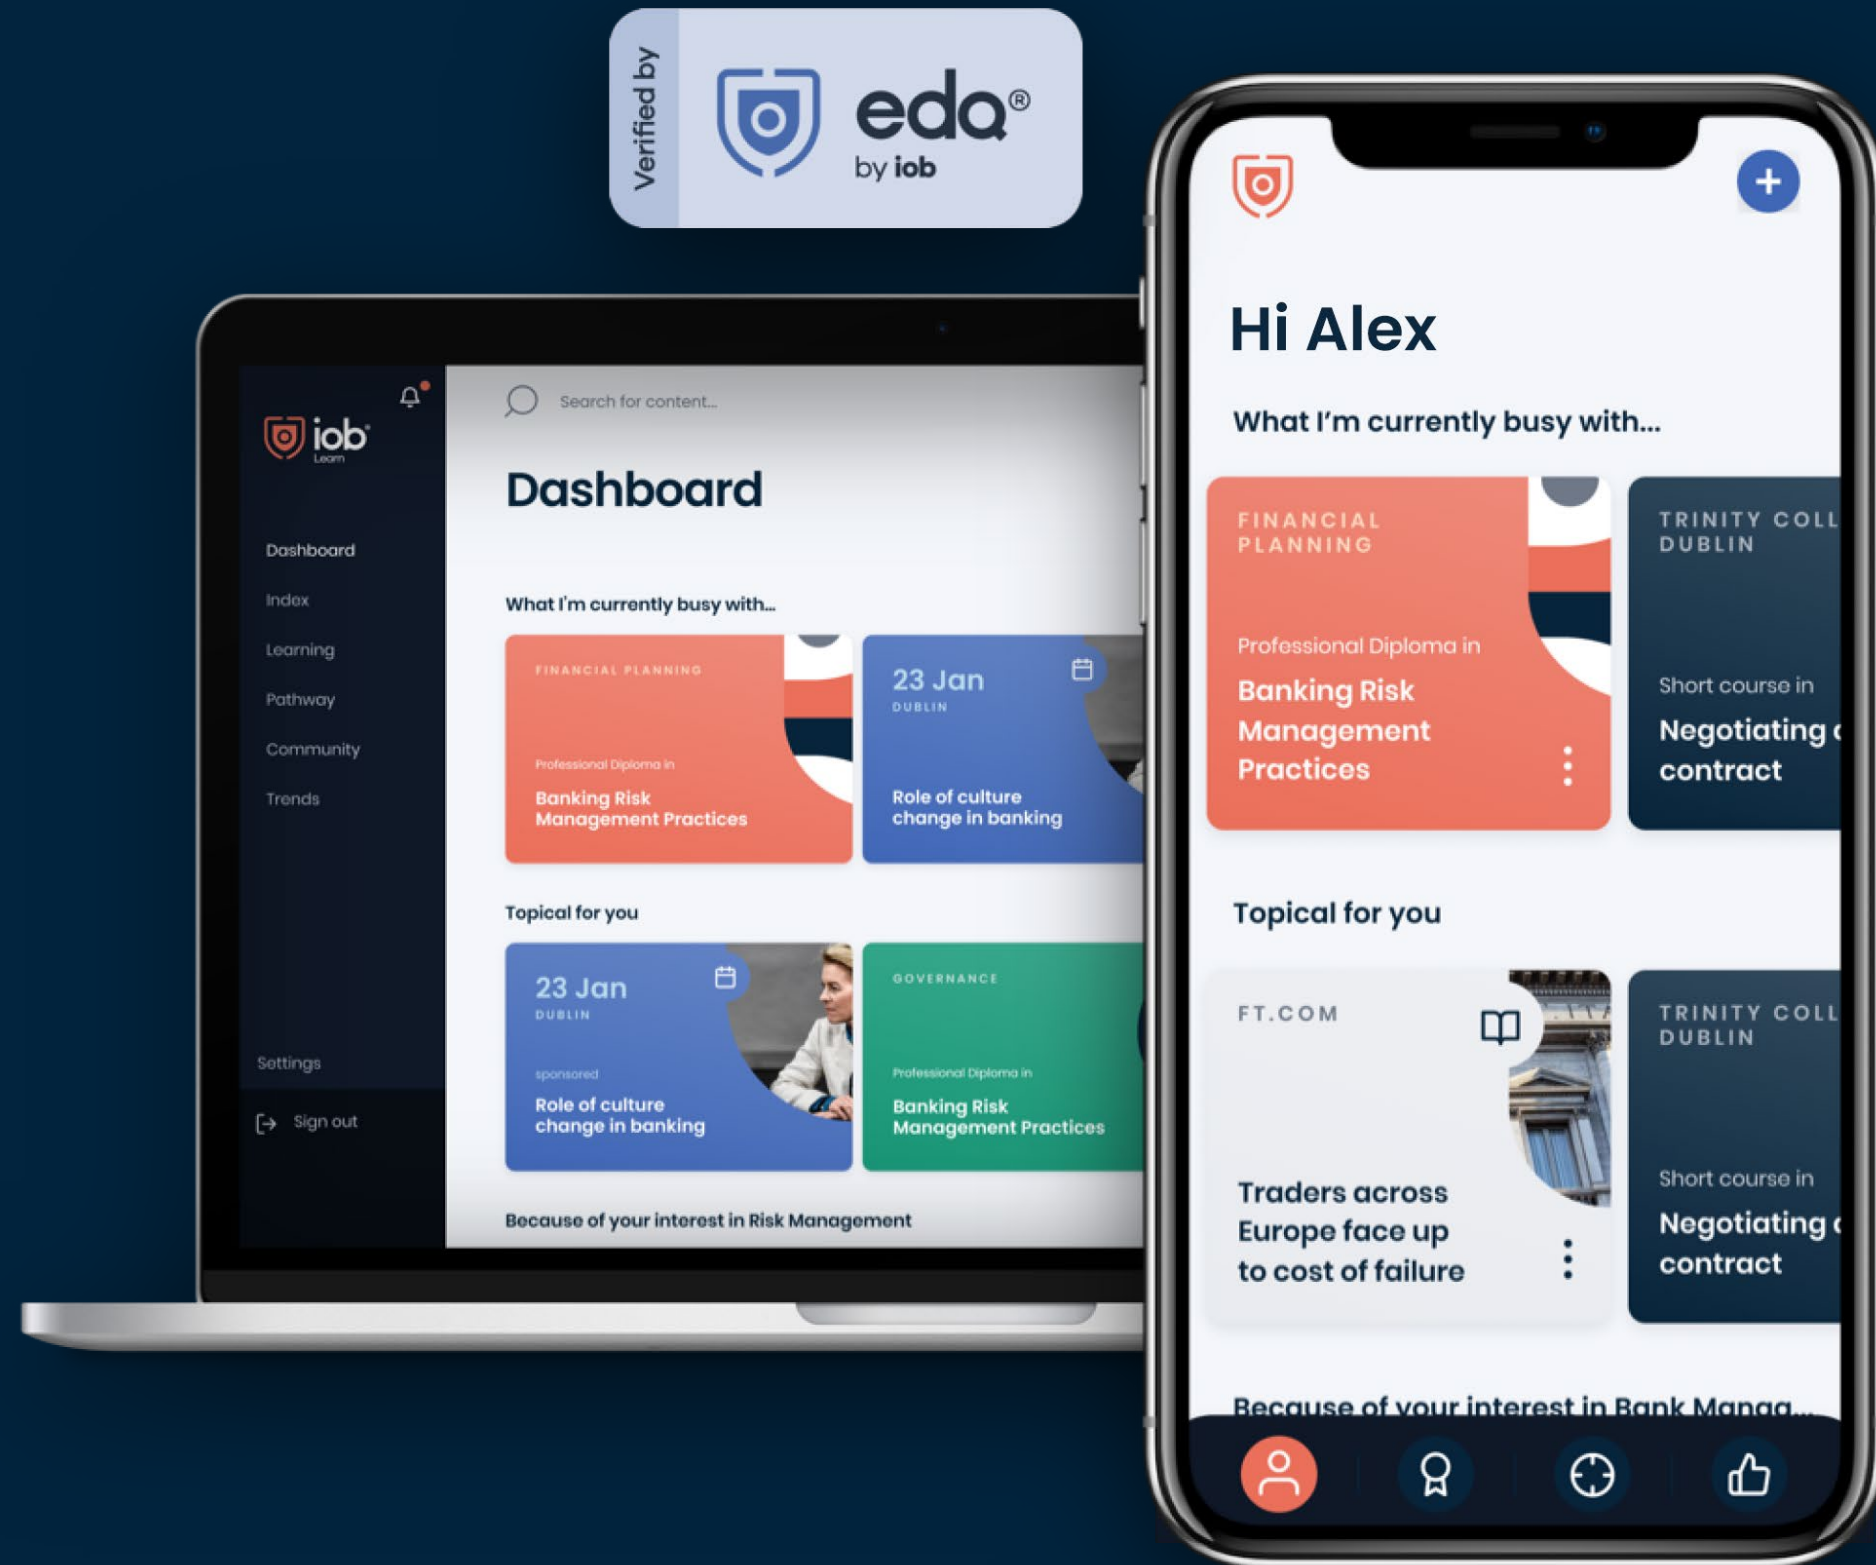 Verified by
edq®
by iob
iob
Learn
Dashboard
Index
Learning
Pathway
Community
Trends
Settings
Sign out
Search for content...
Dashboard
What I'm currently busy with...
FINANCIAL PLANNING
Professional Diploma in
Banking Risk
Management Practices
23 Jan
DUBLIN
Role of culture
change in banking
Topical for you
23 Jan
DUBLIN
sponsored
Role of culture
change in banking
GOVERNANCE
Professional Diploma in
Banking Risk
Management Practices
Because of your interest in Risk Management
Hi Alex
What I'm currently busy with...
FINANCIAL
PLANNING
Professional Diploma in
Banking Risk
Management
Practices
TRINITY COLL
DUBLIN
Short course in
Negotiating
contract
Topical for you
FT.COM
Traders across
Europe face up
to cost of failure
TRINITY COLL
DUBLIN
Short course in
Negotiating
contract
Because of your interest in Bank Manag...